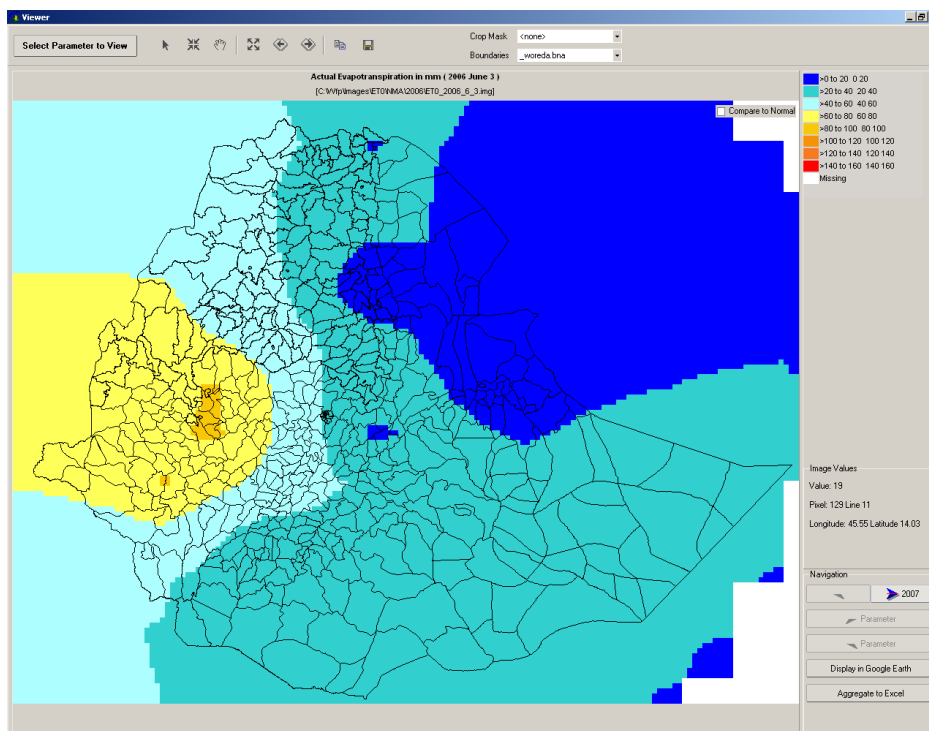 Viewer
Select Parameter to View
Crop Mask <none>
Boundaries _woreda.bna
Actual Evapotranspiration in mm ( 2006 June 3 )
[C:\Wfp\Images\ET0\NMA\2006\ET0_2006_6_3.img]
Compare to Normal
>0 to 20 0 20
>20 to 40 20 40
>40 to 60 40 60
>60 to 80 60 80
>80 to 100 80 100
>100 to 120 100 120
>120 to 140 120 140
>140 to 160 140 160
Missing
Image Values
Value: 19
Pixel: 129 Line 11
Longitude: 45.55 Latitude 14.03
Navigation
2007
Parameter
Parameter
Display in Google Earth
Aggregate to Excel